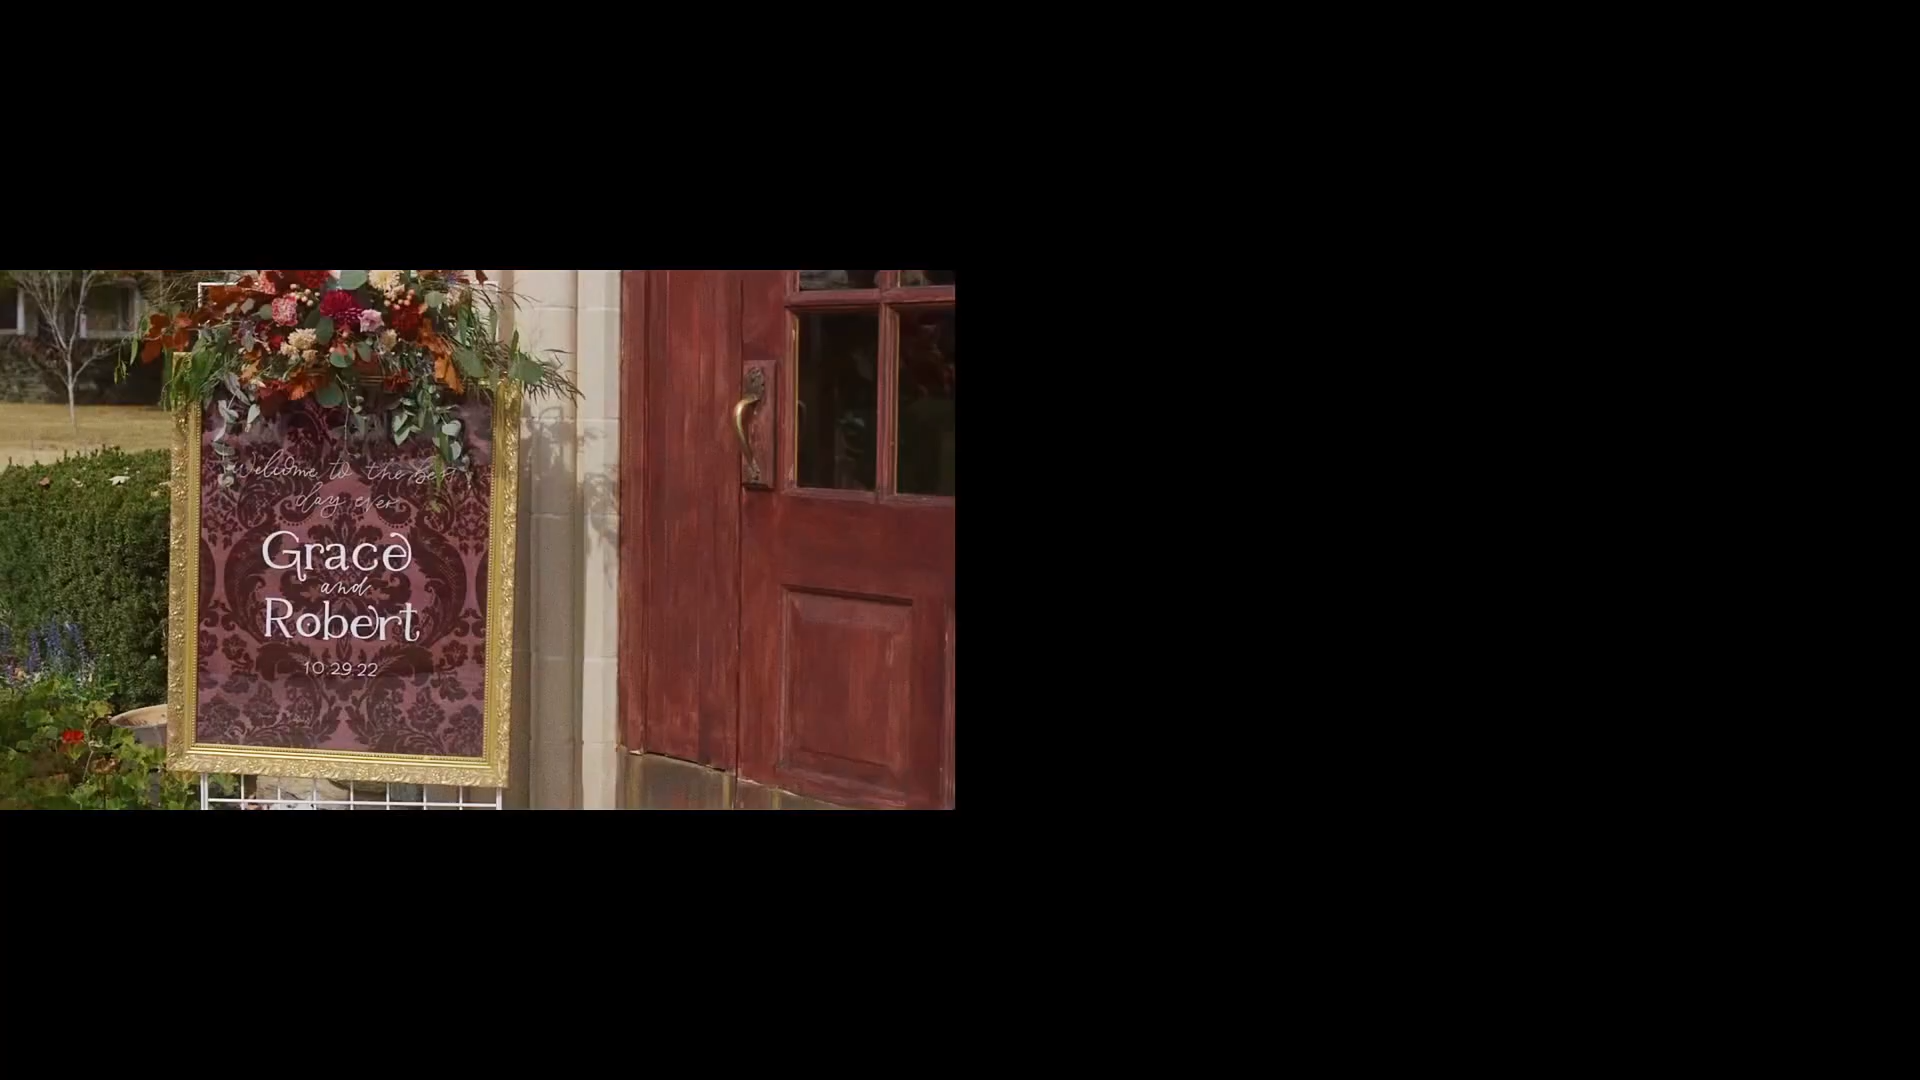 Welcome to the best
day ever
Grace
and
Robert
10.29.22